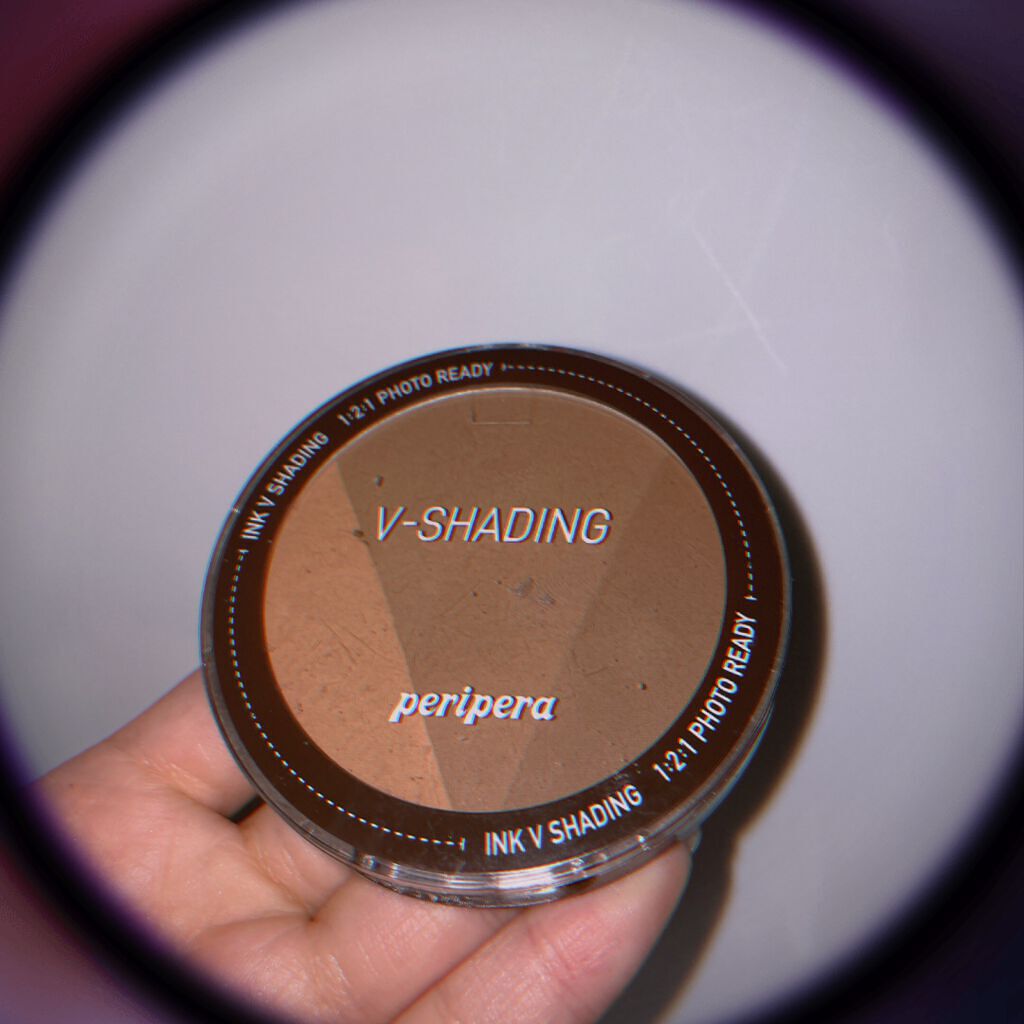 INK V SHADING 1:2:1 PHOTO READY
V-SHADING
peripera
INK V SHADING 1:2:1 PHOTO READY